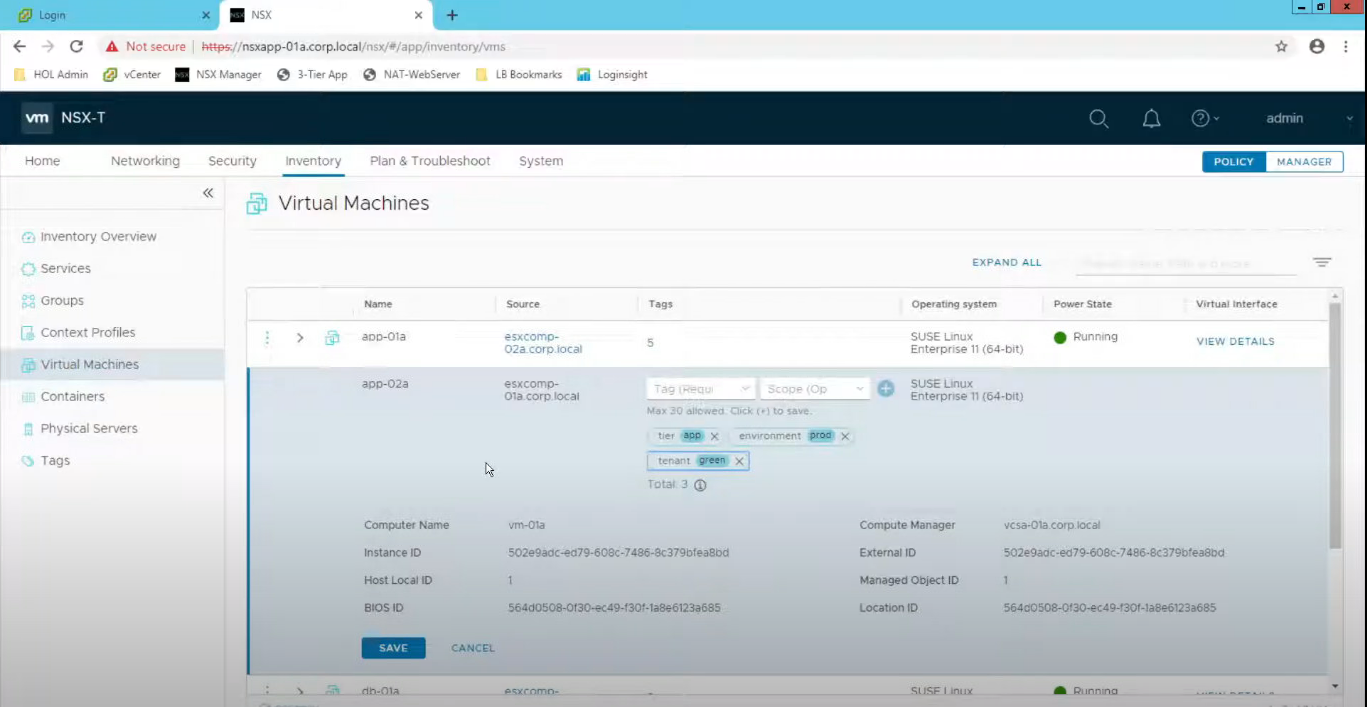 Login
NSX
Not secure https://nsxapp-01a.corp.local/nsx/#/app/inventory/vms
HOL Admin vCenter NSX Manager 3-Tier App NAT-WebServer LB Bookmarks Loginsight
vm NSX-T admin
Home Networking Security Inventory Plan & Troubleshoot System POLICY MANAGER
Virtual Machines
Inventory Overview
Services
Groups
Context Profiles
Virtual Machines
Containers
Physical Servers
Tags
EXPAND ALL
Name Source Tags Operating system Power State Virtual Interface
app-01a esxcomp-02a.corp.local 5 SUSE Linux Enterprise 11 (64-bit) Running VIEW DETAILS
app-02a esxcomp-01a.corp.local Tag (Requi Scope (Op SUSE Linux Enterprise 11 (64-bit)
Max 30 allowed. Click (+) to save.
tier app environment prod
tenant green
Total: 3
Computer Name vm-01a Compute Manager vcsa-01a.corp.local
Instance ID 502e9adc-ed79-608c-7486-8c379bfea8bd External ID 502e9adc-ed79-608c-7486-8c379bfea8bd
Host Local ID 1 Managed Object ID 1
BIOS ID 564d0508-0f30-ec49-f30f-1a8e6123a685 Location ID 564d0508-0f30-ec49-f30f-1a8e6123a685
SAVE CANCEL
db-01a esxcomp- SUSE Linux Running VIEW DETAILS